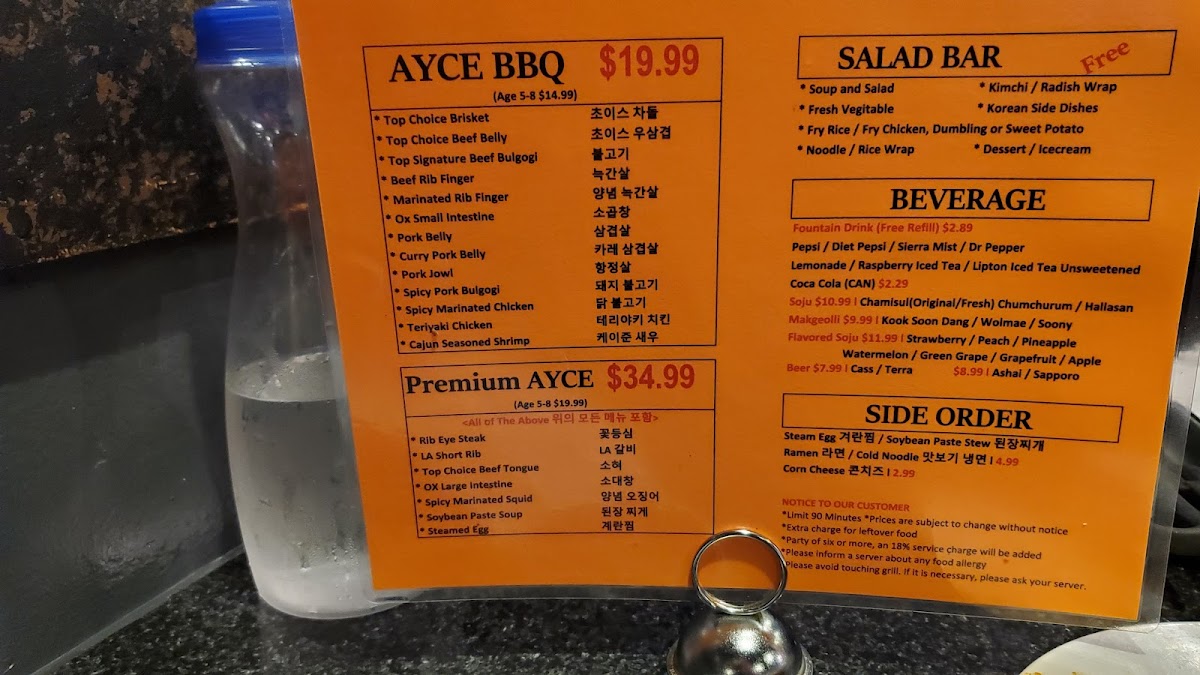 AYCE BBQ $19.99
(Age 5-8 $14.99)
* Top Choice Brisket 초이스 차돌
* Top Choice Beef Belly 초이스 우삼겹
* Top Signature Beef Bulgogi 불고기
* Beef Rib Finger 늑간살
* Marinated Rib Finger 양념 늑간살
* Ox Small Intestine 소곱창
* Pork Belly 삼겹살
* Curry Pork Belly 카레 삼겹살
* Pork Jowl 항정살
* Spicy Pork Bulgogi 돼지 불고기
* Spicy Marinated Chicken 닭 불고기
* Teriyaki Chicken 테리야키 치킨
* Cajun Seasoned Shrimp 케이준 새우
Premium AYCE $34.99
(Age 5-8 $19.99)
<All of The Above 위의 모든 메뉴 포함>
* Rib Eye Steak 꽃등심
* LA Short Rib LA 갈비
* Top Choice Beef Tongue 소혀
* OX Large Intestine 소대창
* Spicy Marinated Squid 양념 오징어
* Soybean Paste Soup 된장 찌게
* Steamed Egg 계란찜
SALAD BAR Free
* Soup and Salad * Kimchi / Radish Wrap
* Fresh Vegitable * Korean Side Dishes
* Fry Rice / Fry Chicken, Dumbling or Sweet Potato
* Noodle / Rice Wrap * Dessert / Icecream
BEVERAGE
Fountain Drink (Free Refill) $2.89
Pepsi / Diet Pepsi / Sierra Mist / Dr Pepper
Lemonade / Raspberry Iced Tea / Lipton Iced Tea Unsweetened
Coca Cola (CAN) $2.29
Soju $10.99 I Chamisul(Original/Fresh) Chumchurum / Hallasan
Makgeolli $9.99 I Kook Soon Dang / Wolmae / Soony
Flavored Soju $11.99 I Strawberry / Peach / Pineapple
Watermelon / Green Grape / Grapefruit / Apple
Beer $7.99 I Cass / Terra $8.99 I Ashai / Sapporo
SIDE ORDER
Steam Egg 겨란찜 / Soybean Paste Stew 된장찌개
Ramen 라면 / Cold Noodle 맛보기 냉면 I 4.99
Corn Cheese 콘치즈 I 2.99
NOTICE TO OUR CUSTOMER
*Limit 90 Minutes *Prices are subject to change without notice
*Extra charge for leftover food
*Party of six or more, an 18% service charge will be added
*Please inform a server about any food allergy
*Please avoid touching grill. If it is necessary, please ask your server.